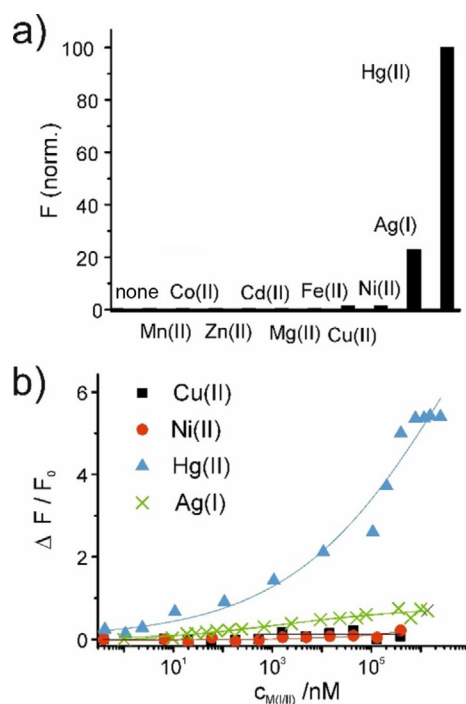 a)
100
80
60
40
20
0
F (norm.)
Hg(II)
Ag(I)
none Co(II) Cd(II) Fe(II) Ni(II)
Mn(II) Zn(II) Mg(II) Cu(II)
b)
6
4
2
0
Δ F / F₀
Cu(II)
Ni(II)
Hg(II)
Ag(I)
10¹ 10³ 10⁵
c_M(I/II) /nM